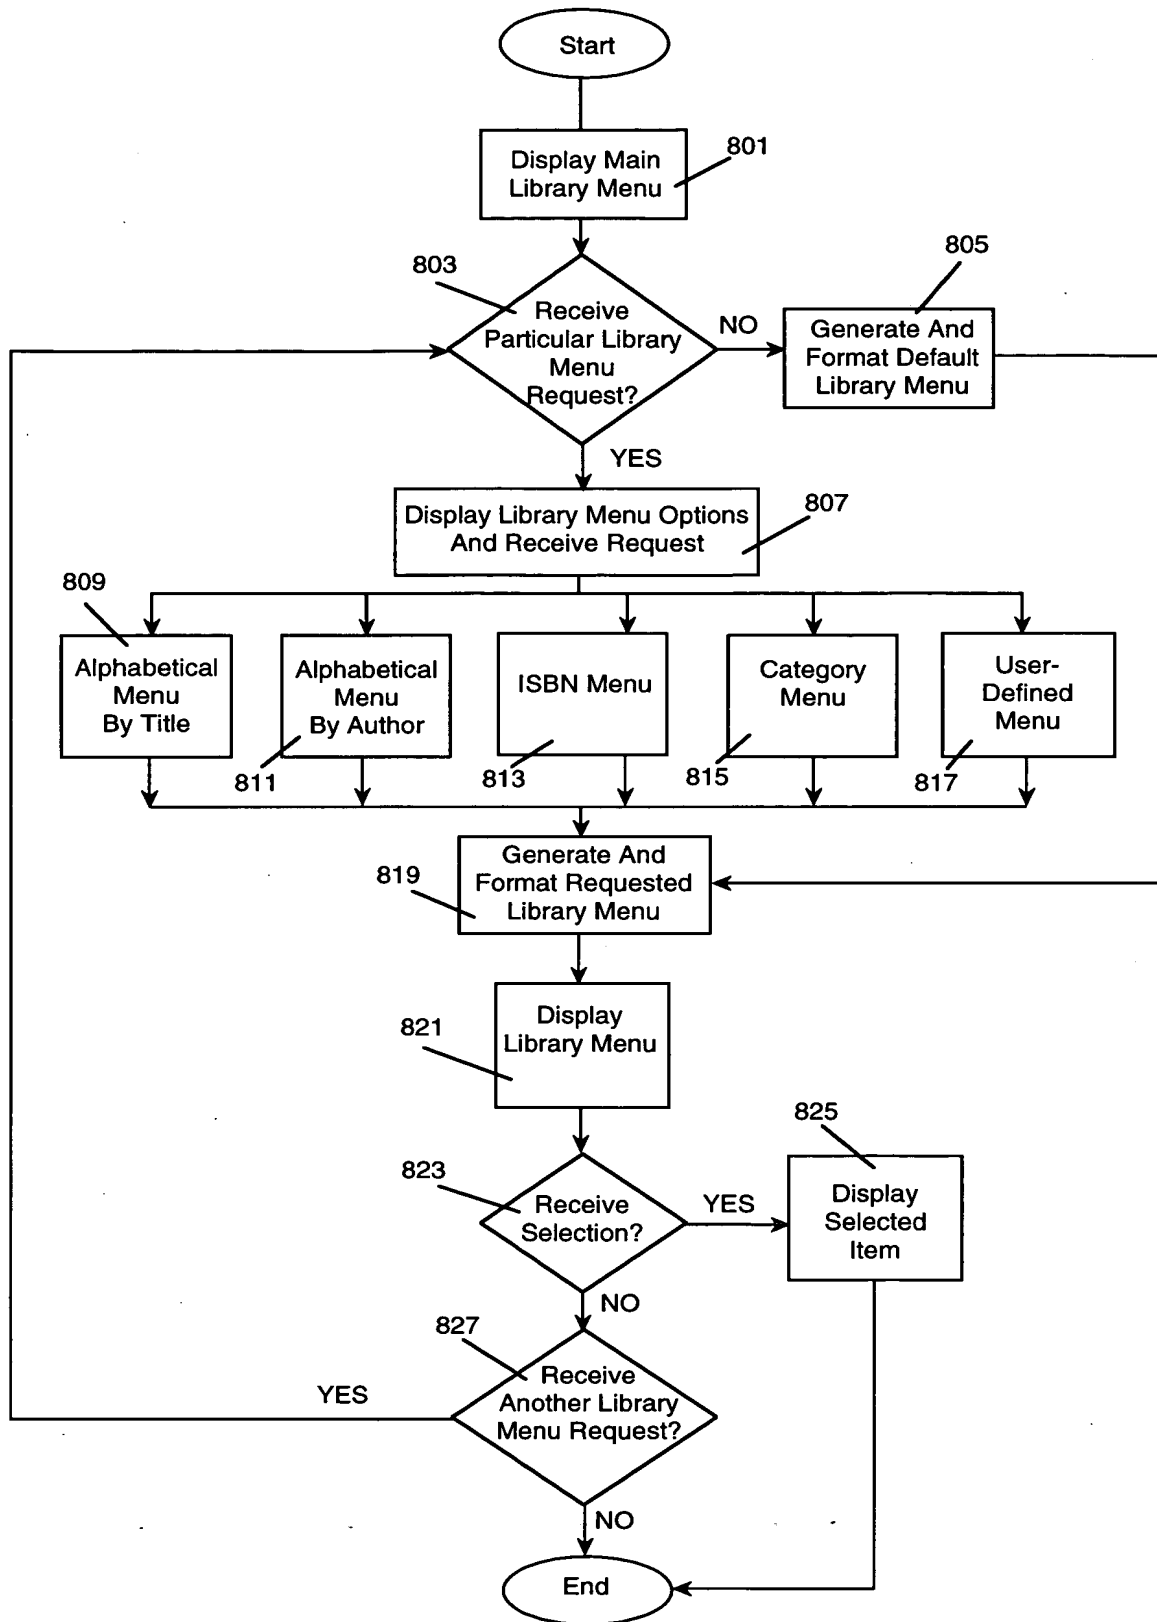 Start
Display Main
Library Menu
801
803
Receive
Particular Library
Menu
Request?
NO
805
Generate And
Format Default
Library Menu
YES
Display Library Menu Options
And Receive Request
807
809
Alphabetical
Menu
By Title
Alphabetical
Menu
By Author
811
ISBN Menu
813
Category
Menu
815
User-
Defined
Menu
817
Generate And
Format Requested
Library Menu
819
Display
Library Menu
821
823
Receive
Selection?
YES
825
Display
Selected
Item
NO
827
Receive
Another Library
Menu Request?
YES
NO
End